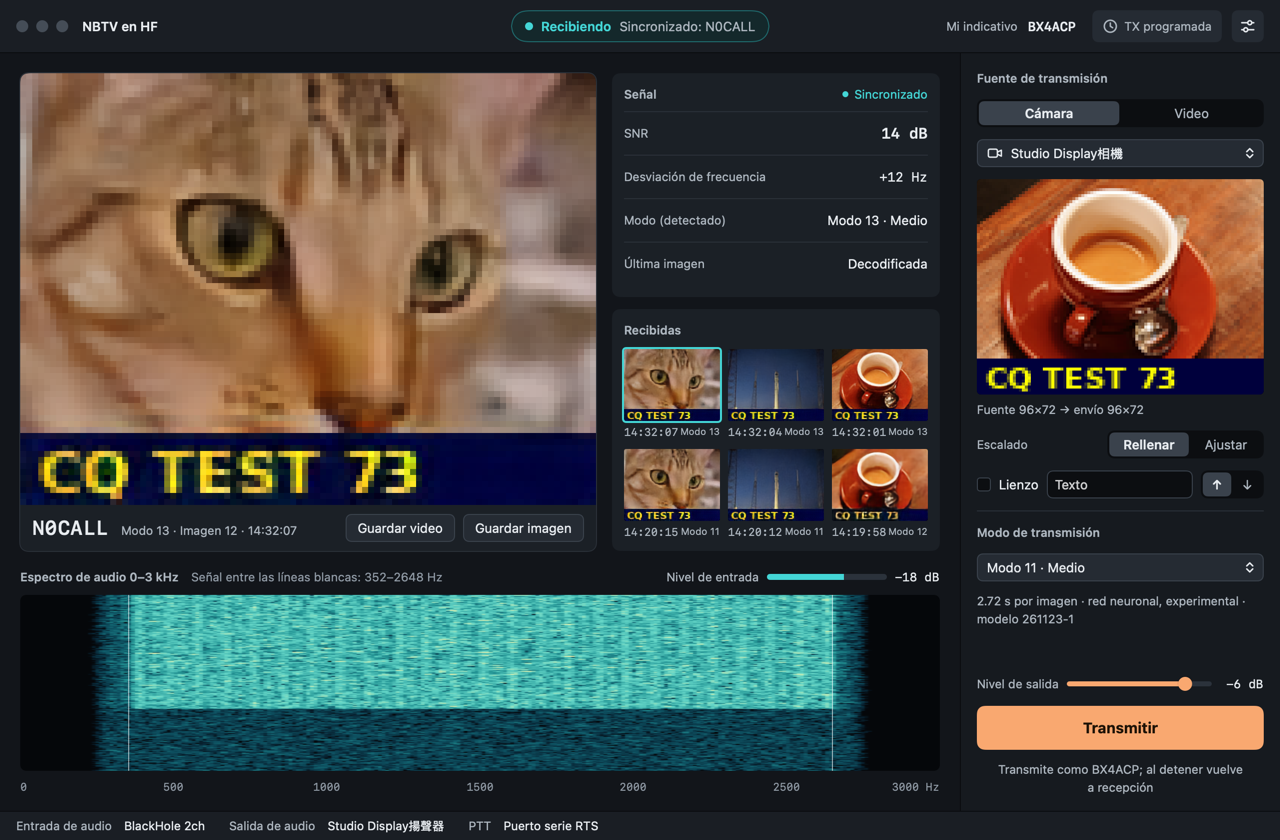 NBTV en HF
Recibiendo Sincronizado: N0CALL
Mi indicativo BX4ACP
TX programada
CQ TEST 73
N0CALL Modo 13 · Imagen 12 · 14:32:07
Guardar video
Guardar imagen
Señal
Sincronizado
SNR 14 dB
Desviación de frecuencia +12 Hz
Modo (detectado) Modo 13 · Medio
Última imagen Decodificada
Recibidas
CQ TEST 73
CQ TEST 73
CQ TEST 73
14:32:07 Modo 13
14:32:04 Modo 13
14:32:01 Modo 13
CQ TEST 73
CQ TEST 73
CQ TEST 73
14:20:15 Modo 11
14:20:12 Modo 11
14:19:58 Modo 12
Espectro de audio 0–3 kHz Señal entre las líneas blancas: 352–2648 Hz
Nivel de entrada −18 dB
0 500 1000 1500 2000 2500 3000 Hz
Fuente de transmisión
Cámara Video
Studio Display相機
CQ TEST 73
Fuente 96×72 → envío 96×72
Escalado Rellenar Ajustar
Lienzo Texto ↑ ↓
Modo de transmisión
Modo 11 · Medio
2.72 s por imagen · red neuronal, experimental ·
modelo 261123-1
Nivel de salida −6 dB
Transmitir
Transmite como BX4ACP; al detener vuelve
a recepción
Entrada de audio BlackHole 2ch Salida de audio Studio Display揚聲器 PTT Puerto serie RTS